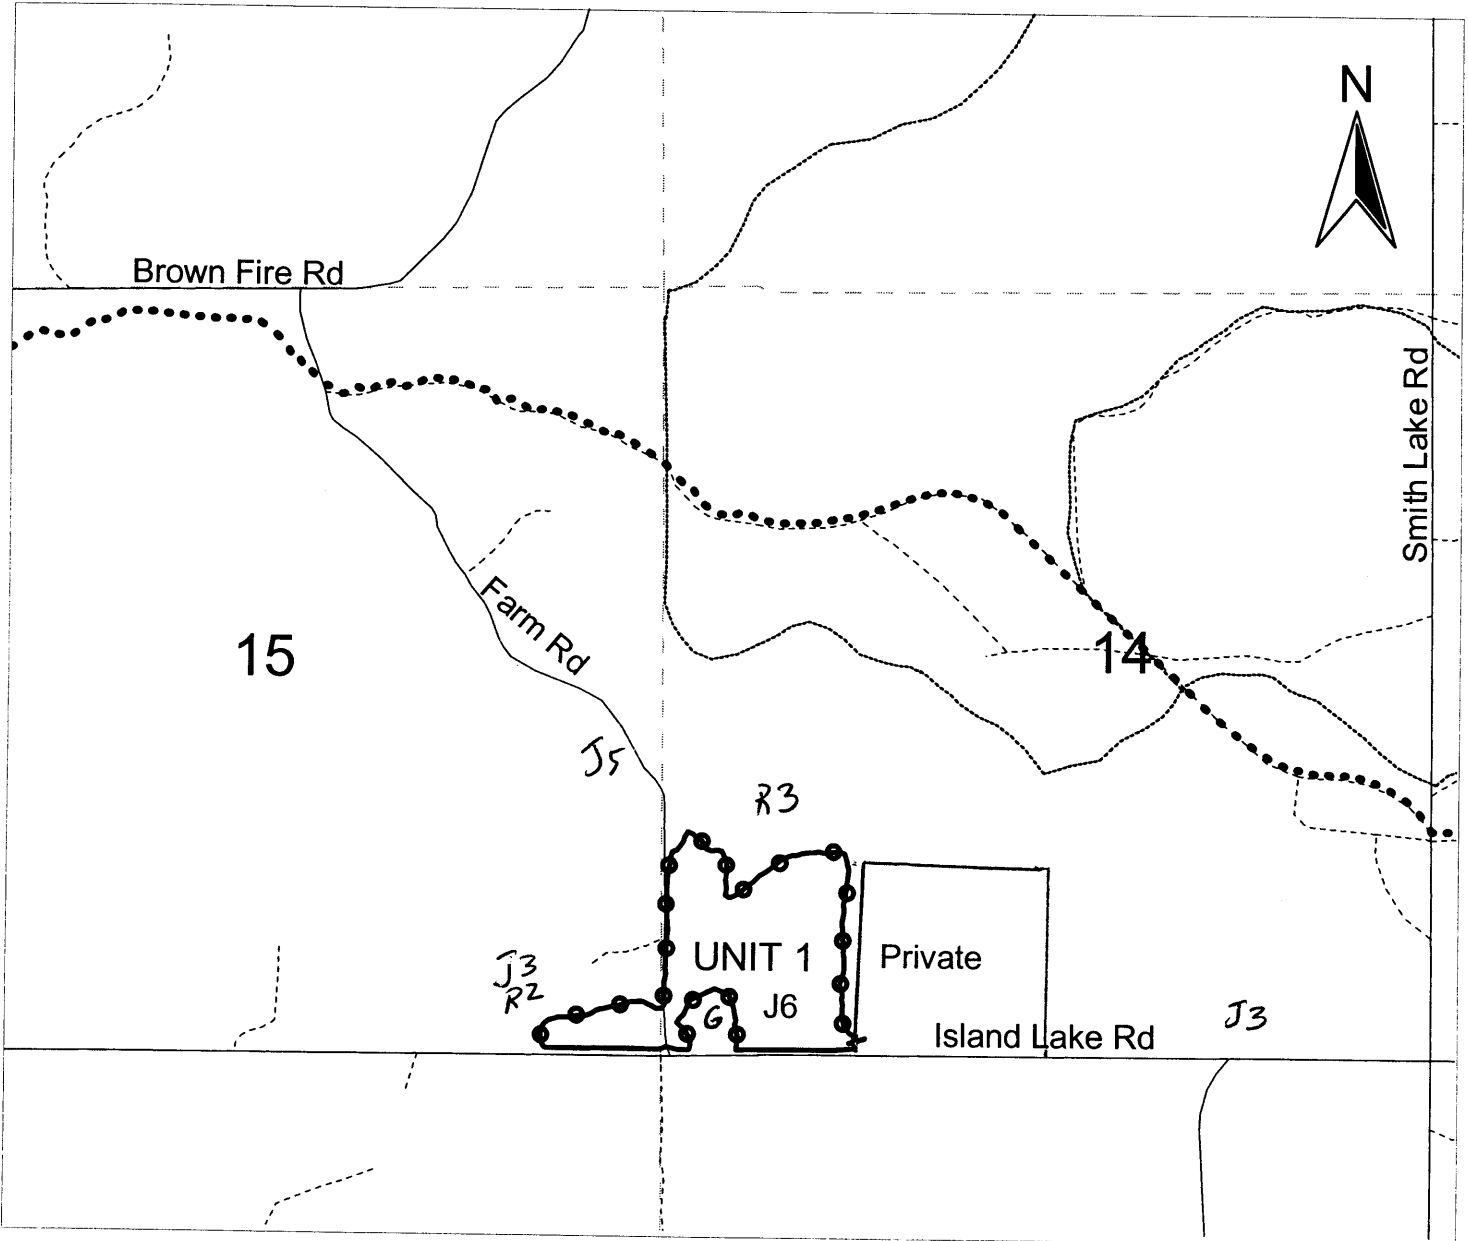 N
Brown Fire Rd
Smith Lake Rd
Farm Rd
15
14
J5
R3
UNIT 1
Private
J3
R2
J6
G
Island Lake Rd
J3